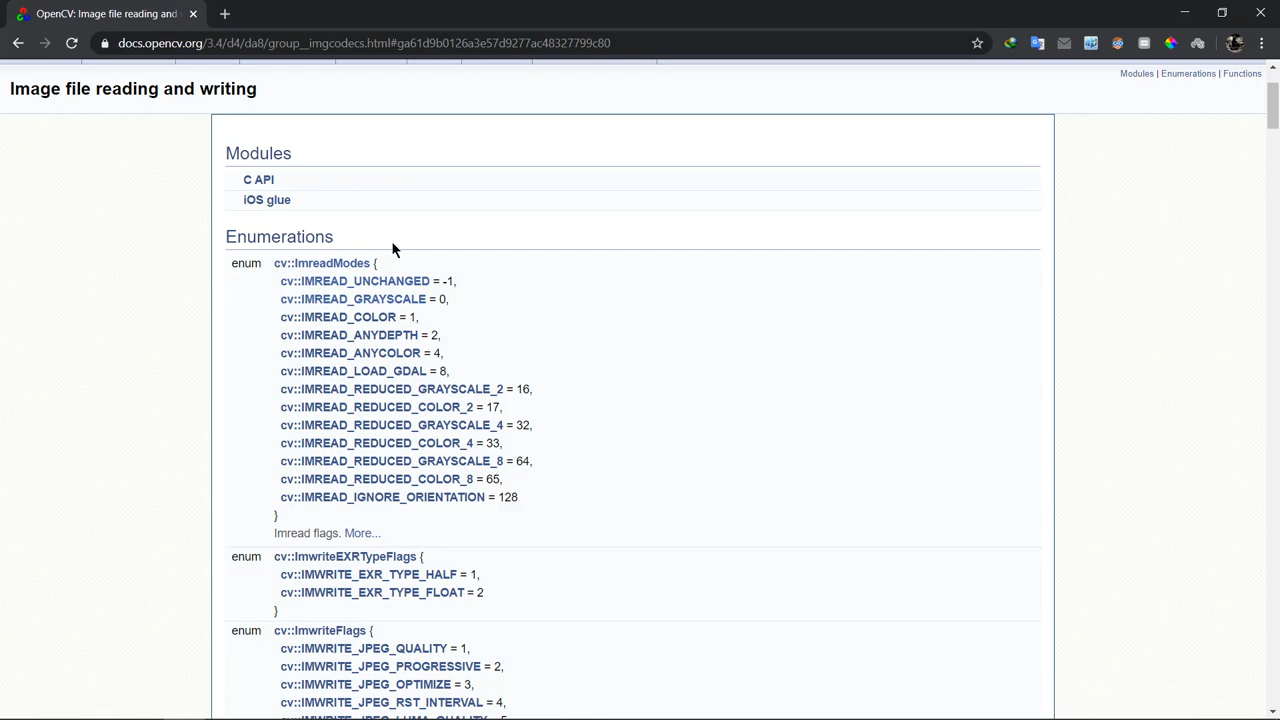 OpenCV: Image file reading and
docs.opencv.org/3.4/d4/da8/group__imgcodecs.html#ga61d9b0126a3e57d9277ac48327799c80
Modules | Enumerations | Functions
Image file reading and writing
Modules
C API
iOS glue
Enumerations
enum cv::ImreadModes {
cv::IMREAD_UNCHANGED = -1,
cv::IMREAD_GRAYSCALE = 0,
cv::IMREAD_COLOR = 1,
cv::IMREAD_ANYDEPTH = 2,
cv::IMREAD_ANYCOLOR = 4,
cv::IMREAD_LOAD_GDAL = 8,
cv::IMREAD_REDUCED_GRAYSCALE_2 = 16,
cv::IMREAD_REDUCED_COLOR_2 = 17,
cv::IMREAD_REDUCED_GRAYSCALE_4 = 32,
cv::IMREAD_REDUCED_COLOR_4 = 33,
cv::IMREAD_REDUCED_GRAYSCALE_8 = 64,
cv::IMREAD_REDUCED_COLOR_8 = 65,
cv::IMREAD_IGNORE_ORIENTATION = 128
}
Imread flags. More...
enum cv::ImwriteEXRTypeFlags {
cv::IMWRITE_EXR_TYPE_HALF = 1,
cv::IMWRITE_EXR_TYPE_FLOAT = 2
}
enum cv::ImwriteFlags {
cv::IMWRITE_JPEG_QUALITY = 1,
cv::IMWRITE_JPEG_PROGRESSIVE = 2,
cv::IMWRITE_JPEG_OPTIMIZE = 3,
cv::IMWRITE_JPEG_RST_INTERVAL = 4,